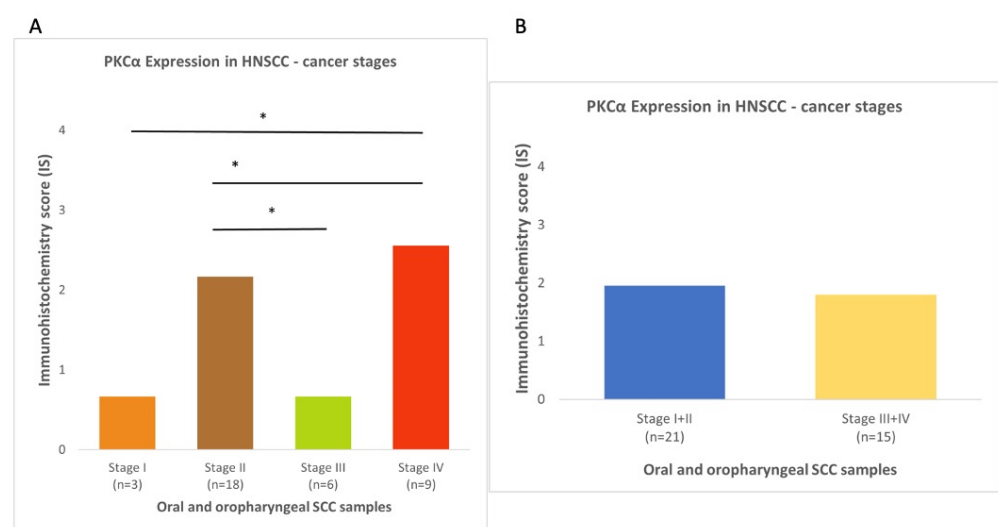 A
PKCα Expression in HNSCC - cancer stages
Immunohistochemistry score (IS)
4
3
2
1
0
*
*
*
Stage I
(n=3)
Stage II
(n=18)
Stage III
(n=6)
Stage IV
(n=9)
Oral and oropharyngeal SCC samples
B
PKCα Expression in HNSCC - cancer stages
Immunohistochemistry score (IS)
4
3
2
1
0
Stage I+II
(n=21)
Stage III+IV
(n=15)
Oral and oropharyngeal SCC samples